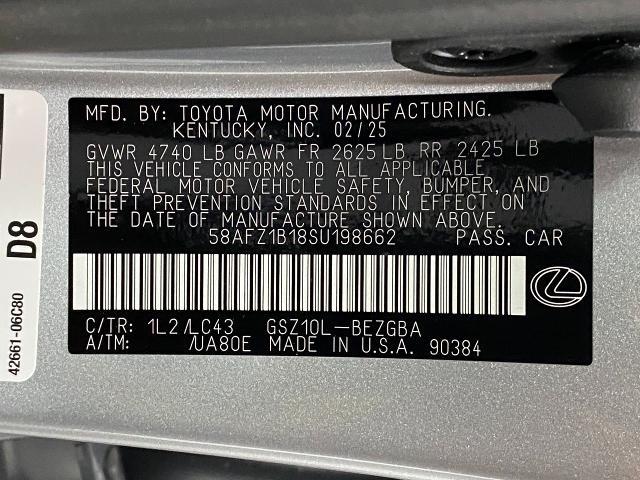 MFD. BY: TOYOTA MOTOR MANUFACTURING.
KENTUCKY, INC. 02/25
GVWR 4740 LB GAWR FR 2625 LB RR 2425 LB
THIS VEHICLE CONFORMS TO ALL APPLICABLE
FEDERAL MOTOR VEHICLE SAFETY, BUMPER, AND
THEFT PREVENTION STANDARDS IN EFFECT ON
THE DATE OF MANUFACTURE SHOWN ABOVE.
58AFZ1B18SU198662 PASS. CAR
C/TR: 1L2/LC43 GSZ10L-BEZGBA
A/TM: /UA80E MADE IN U.S.A. 90384
D8
42661-06C80